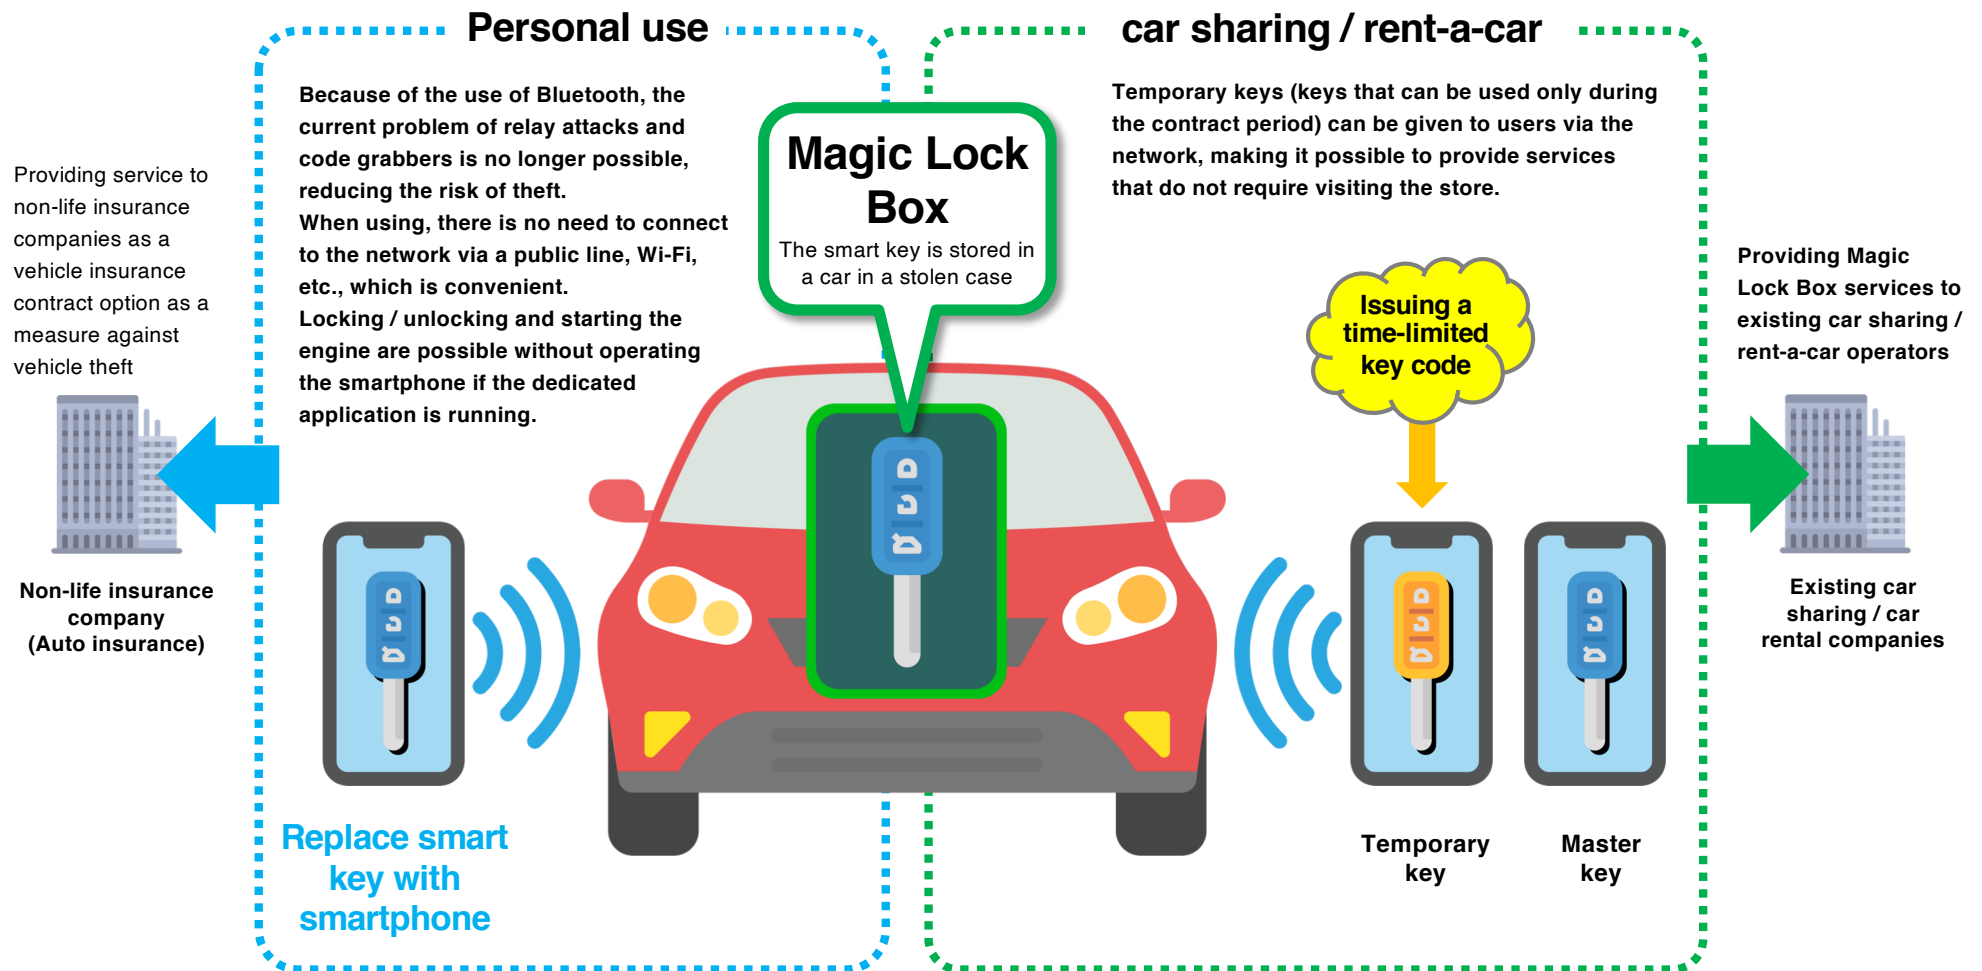 Personal use
car sharing / rent-a-car
Because of the use of Bluetooth, the
current problem of relay attacks and
code grabbers is no longer possible,
reducing the risk of theft.
When using, there is no need to connect
to the network via a public line, Wi-Fi,
etc., which is convenient.
Locking / unlocking and starting the
engine are possible without operating
the smartphone if the dedicated
application is running.
Magic Lock
Box
The smart key is stored in
a car in a stolen case
Temporary keys (keys that can be used only during
the contract period) can be given to users via the
network, making it possible to provide services
that do not require visiting the store.
Providing service to
non-life insurance
companies as a
vehicle insurance
contract option as a
measure against
vehicle theft
Non-life insurance
company
(Auto insurance)
Issuing a
time-limited
key code
Providing Magic
Lock Box services to
existing car sharing /
rent-a-car operators
Existing car
sharing / car
rental companies
Replace smart
key with
smartphone
Temporary
key
Master
key